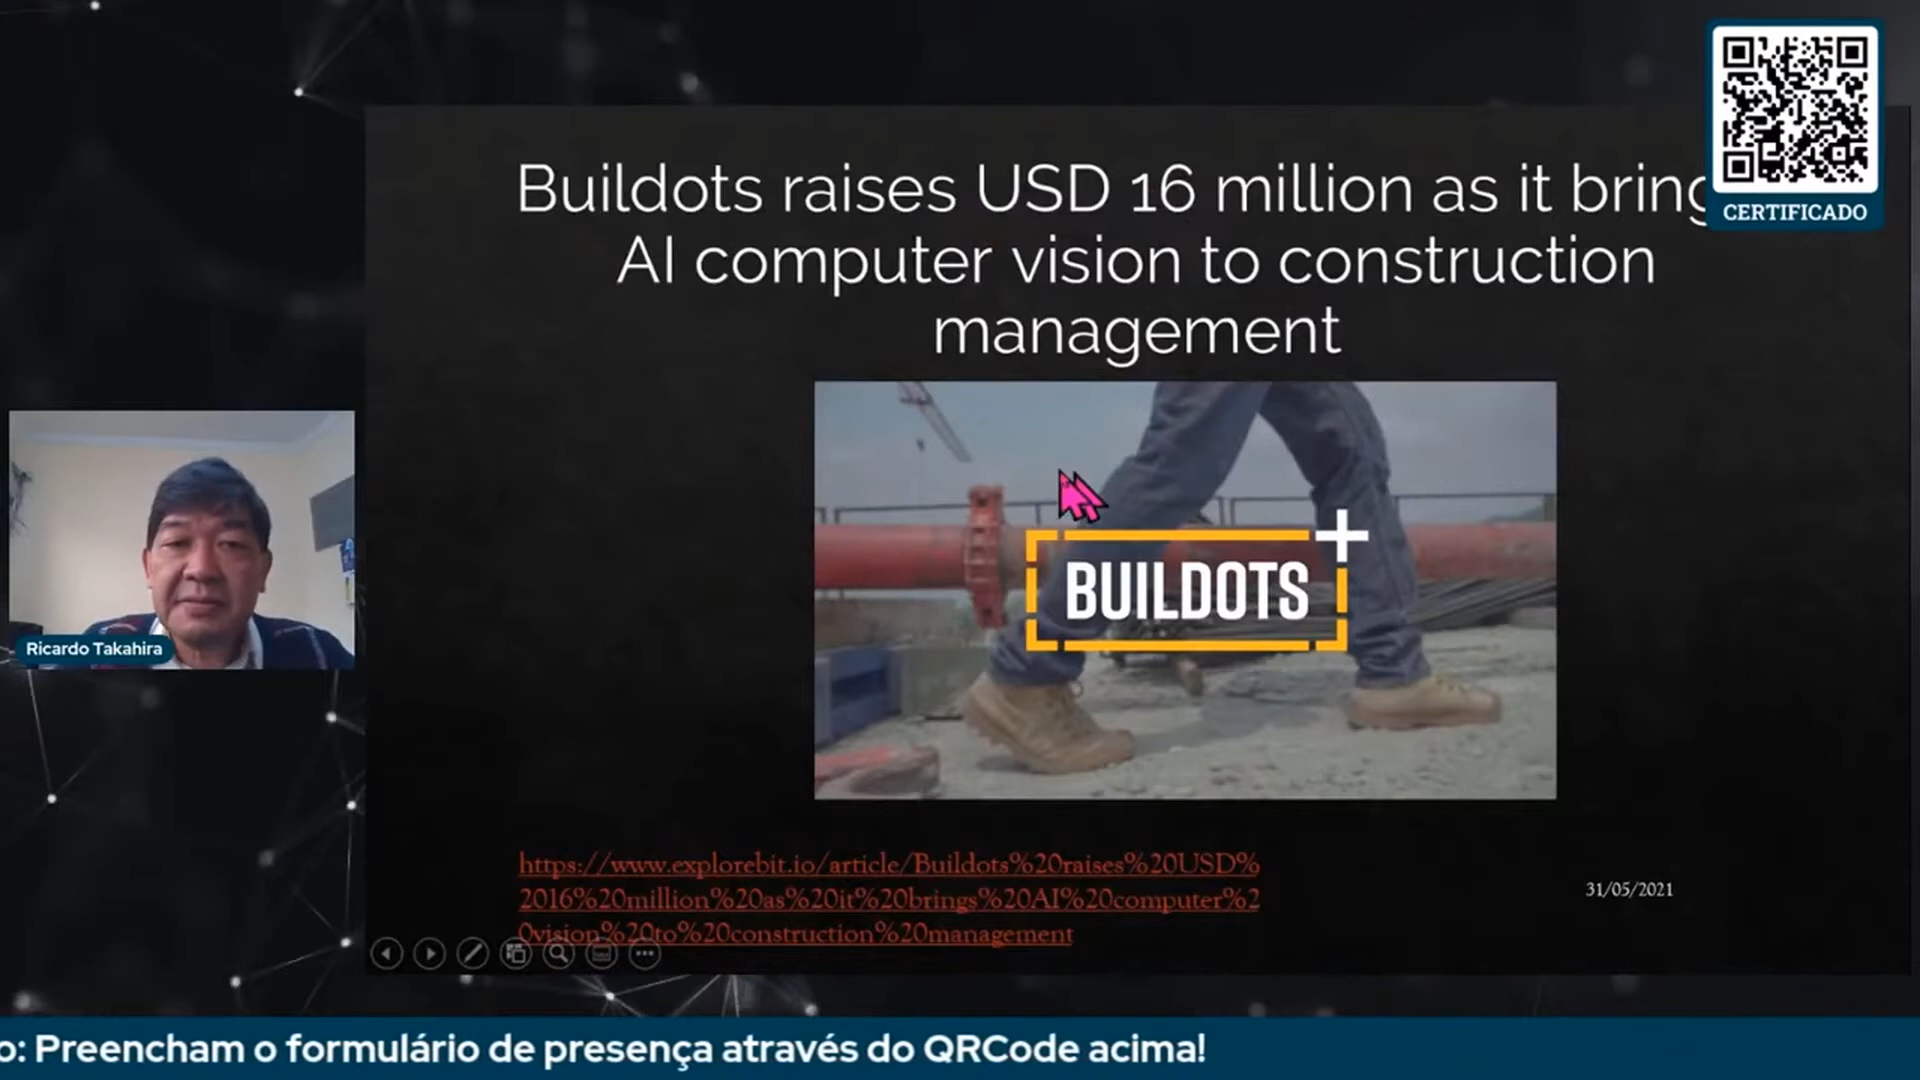 Buildots raises USD 16 million as it bring
AI computer vision to construction
management
CERTIFICADO
BUILDOTS
Ricardo Takahira
https://www.explorebit.io/article/Buildots%20raises%20USD%
2016%20million%20as%20it%20brings%20AI%20computer%2
0vision%20to%20construction%20management
31/05/2021
o: Preencham o formulário de presença através do QRCode acima!